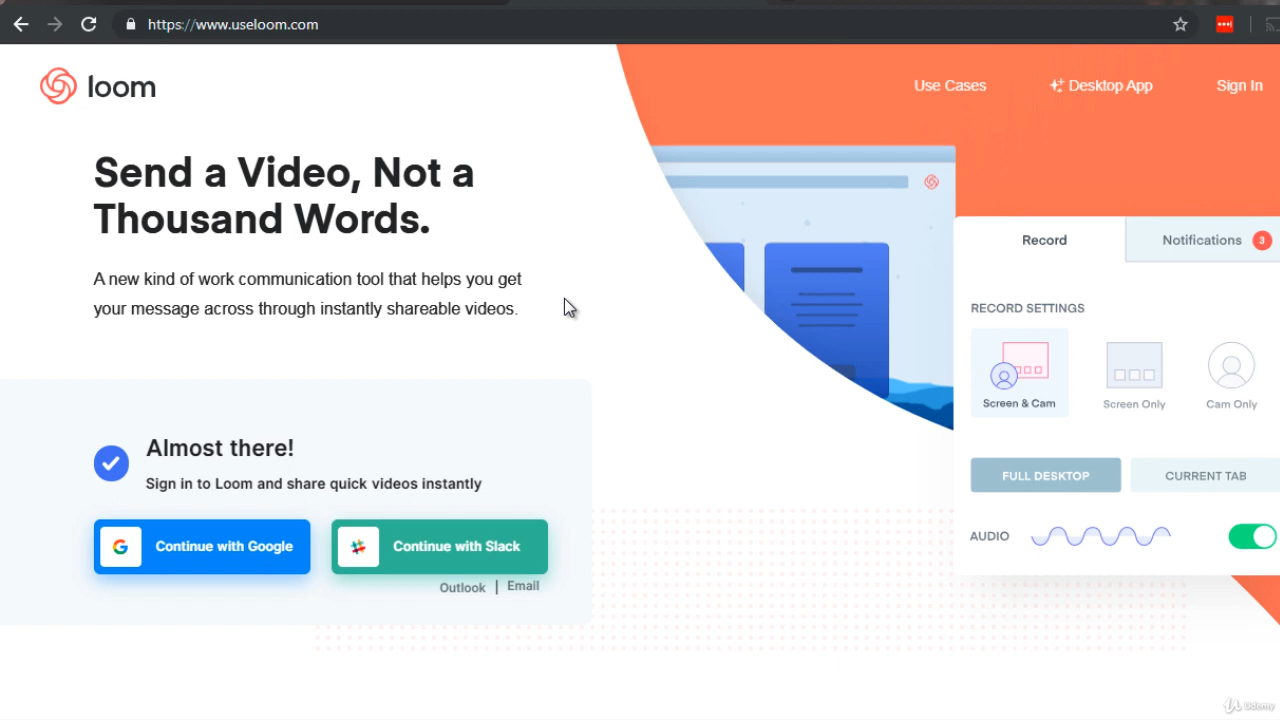 https://www.useloom.com
loom
Use Cases
Desktop App
Sign In
Send a Video, Not a
Thousand Words.
A new kind of work communication tool that helps you get
your message across through instantly shareable videos.
Record
Notifications 3
RECORD SETTINGS
Screen & Cam
Screen Only
Cam Only
FULL DESKTOP
CURRENT TAB
AUDIO
Almost there!
Sign in to Loom and share quick videos instantly
Continue with Google
Continue with Slack
Outlook | Email
Udemy